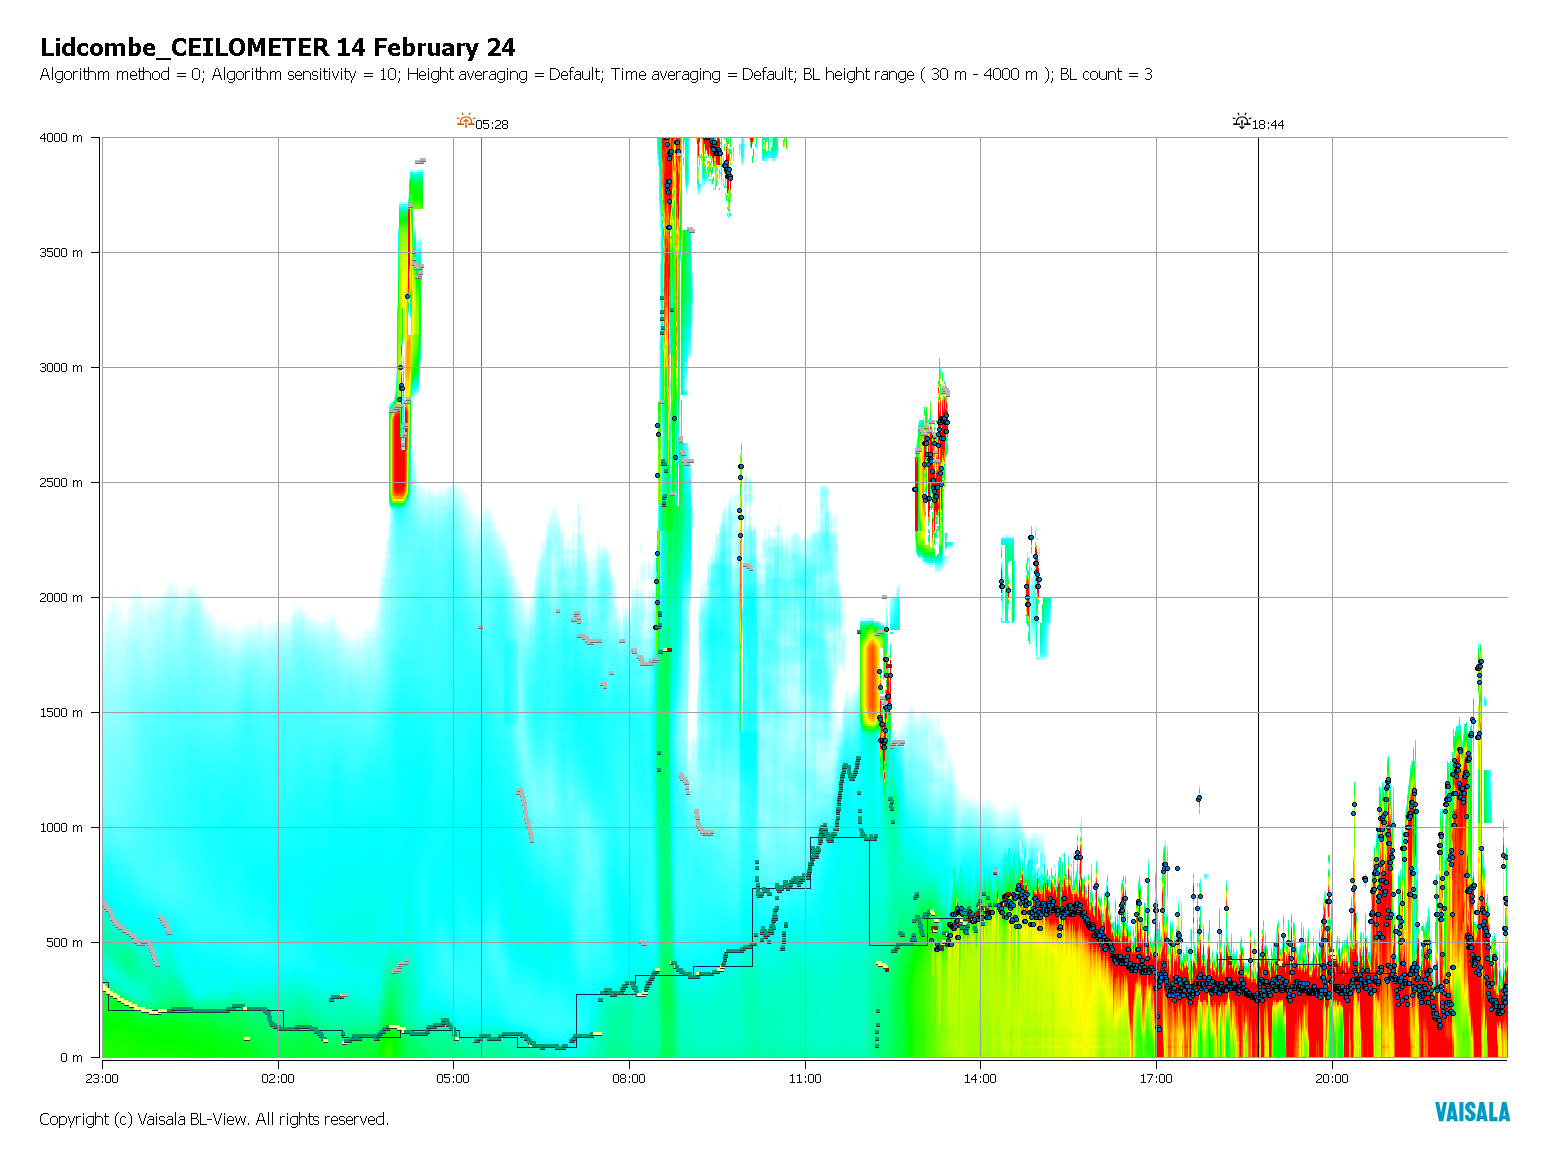 Lidcombe_CEILOMETER 14 February 24
Algorithm method = 0; Algorithm sensitivity = 10; Height averaging = Default; Time averaging = Default; BL height range ( 30 m - 4000 m ); BL count = 3
05:28 18:44
4000 m
3500 m
3000 m
2500 m
2000 m
1500 m
1000 m
500 m
0 m
23:00 02:00 05:00 08:00 11:00 14:00 17:00 20:00
Copyright (c) Vaisala BL-View. All rights reserved.
VAISALA